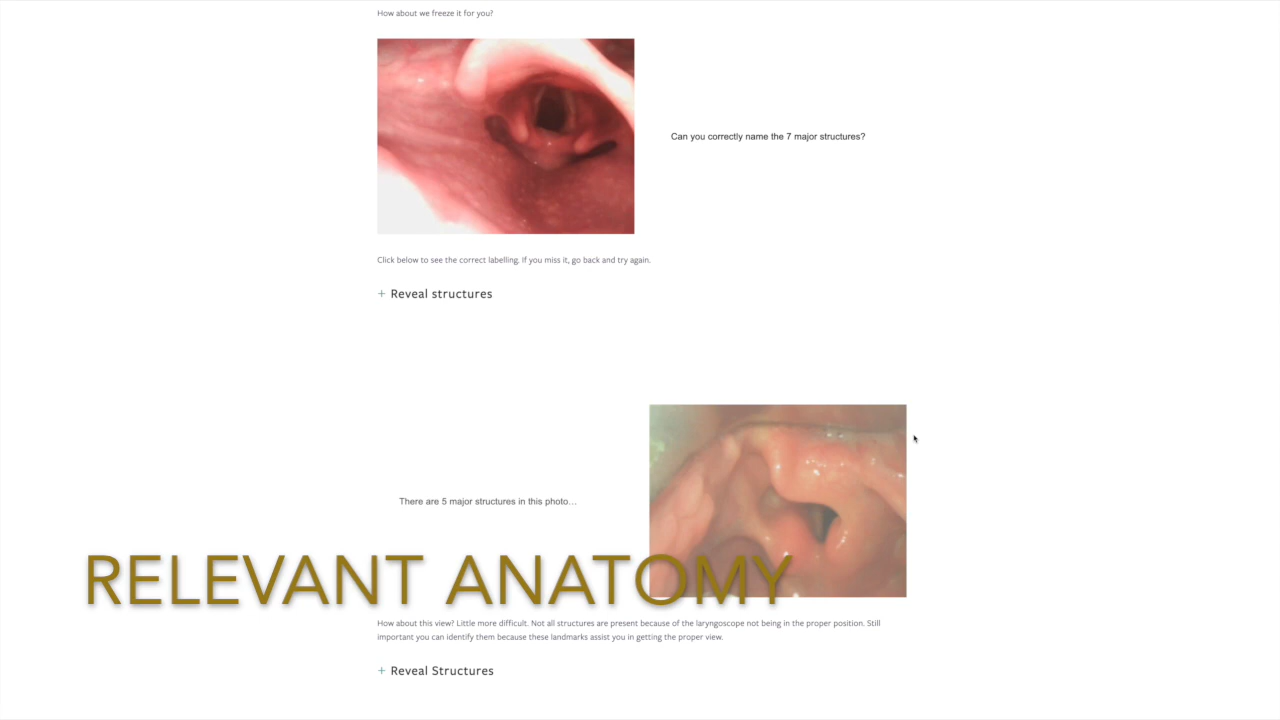 How about we freeze it for you?
Can you correctly name the 7 major structures?
Click below to see the correct labelling. If you miss it, go back and try again.
+ Reveal structures
There are 5 major structures in this photo…
RELEVANT ANATOMY
How about this view? Little more difficult. Not all structures are present because of the laryngoscope not being in the proper position. Still
important you can identify them because these landmarks assist you in getting the proper view.
+ Reveal Structures